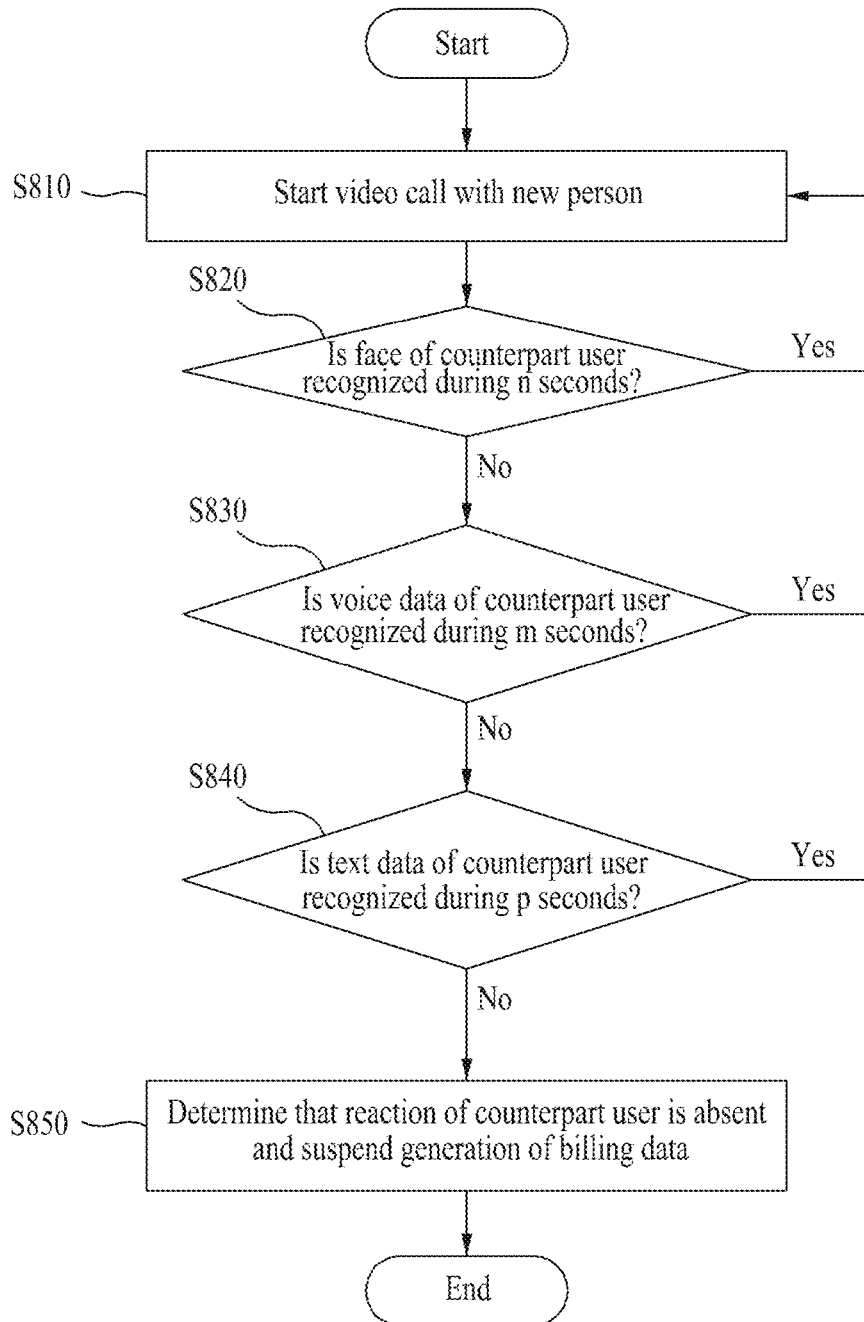 Start
S810
Start video call with new person
S820
Is face of counterpart user
recognized during n seconds?
Yes
No
S830
Is voice data of counterpart user
recognized during m seconds?
Yes
No
S840
Is text data of counterpart user
recognized during p seconds?
Yes
No
S850
Determine that reaction of counterpart user is absent
and suspend generation of billing data
End